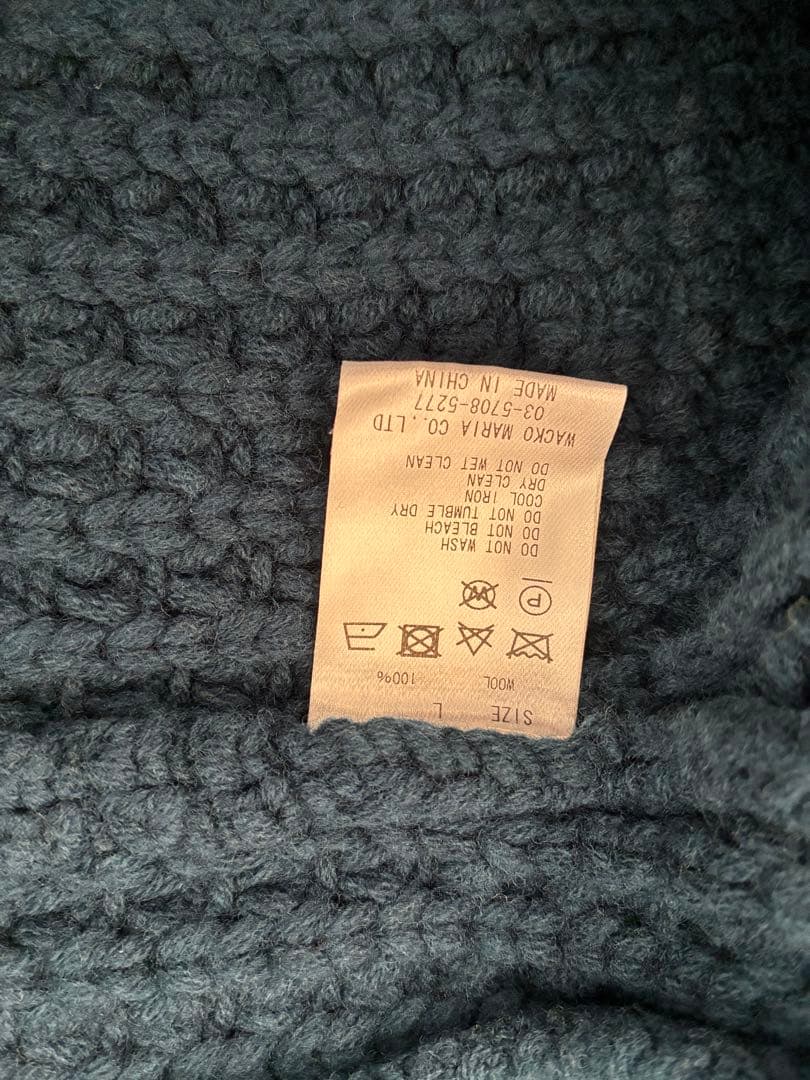 SIZE L
WOOL 100%
P
W
DO NOT WASH
DO NOT BLEACH
DO NOT TUMBLE DRY
COOL IRON
DRY CLEAN
DO NOT WET CLEAN
WACKO MARIA CO.,LTD
03-5708-5277
MADE IN CHINA